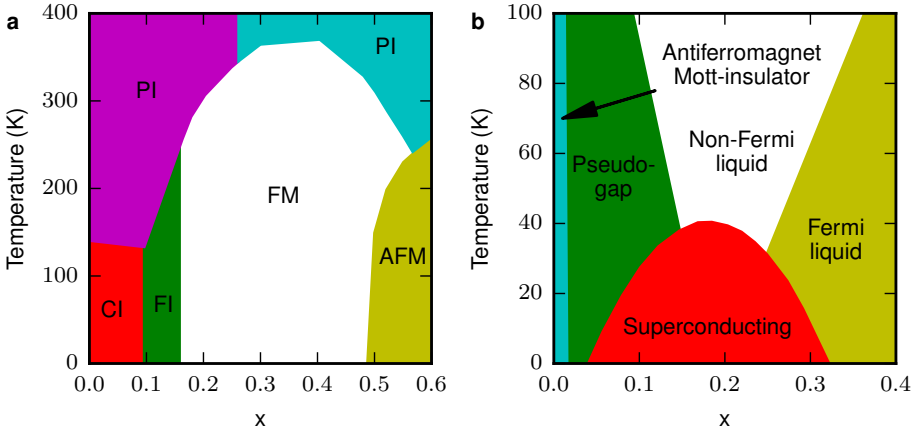 a
400
300
200
100
0
Temperature (K)
PI
PI
FM
CI
FI
AFM
0.0 0.1 0.2 0.3 0.4 0.5 0.6
x
b
100
80
60
40
20
0
Temperature (K)
Antiferromagnet
Mott-insulator
Non-Fermi
liquid
Pseudo-
gap
Fermi
liquid
Superconducting
0.0 0.1 0.2 0.3 0.4
x